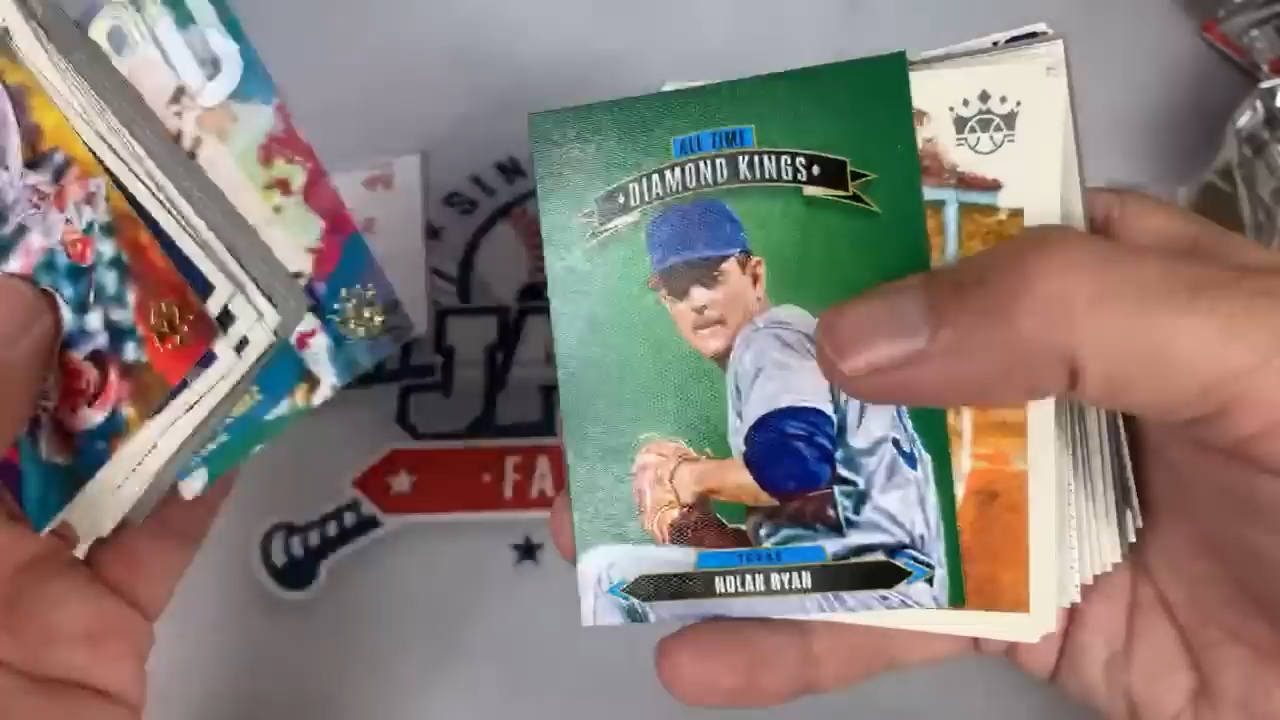 ALL TIME
DIAMOND KINGS
TEXAS
NOLAN RYAN
SIN
JA
·FA